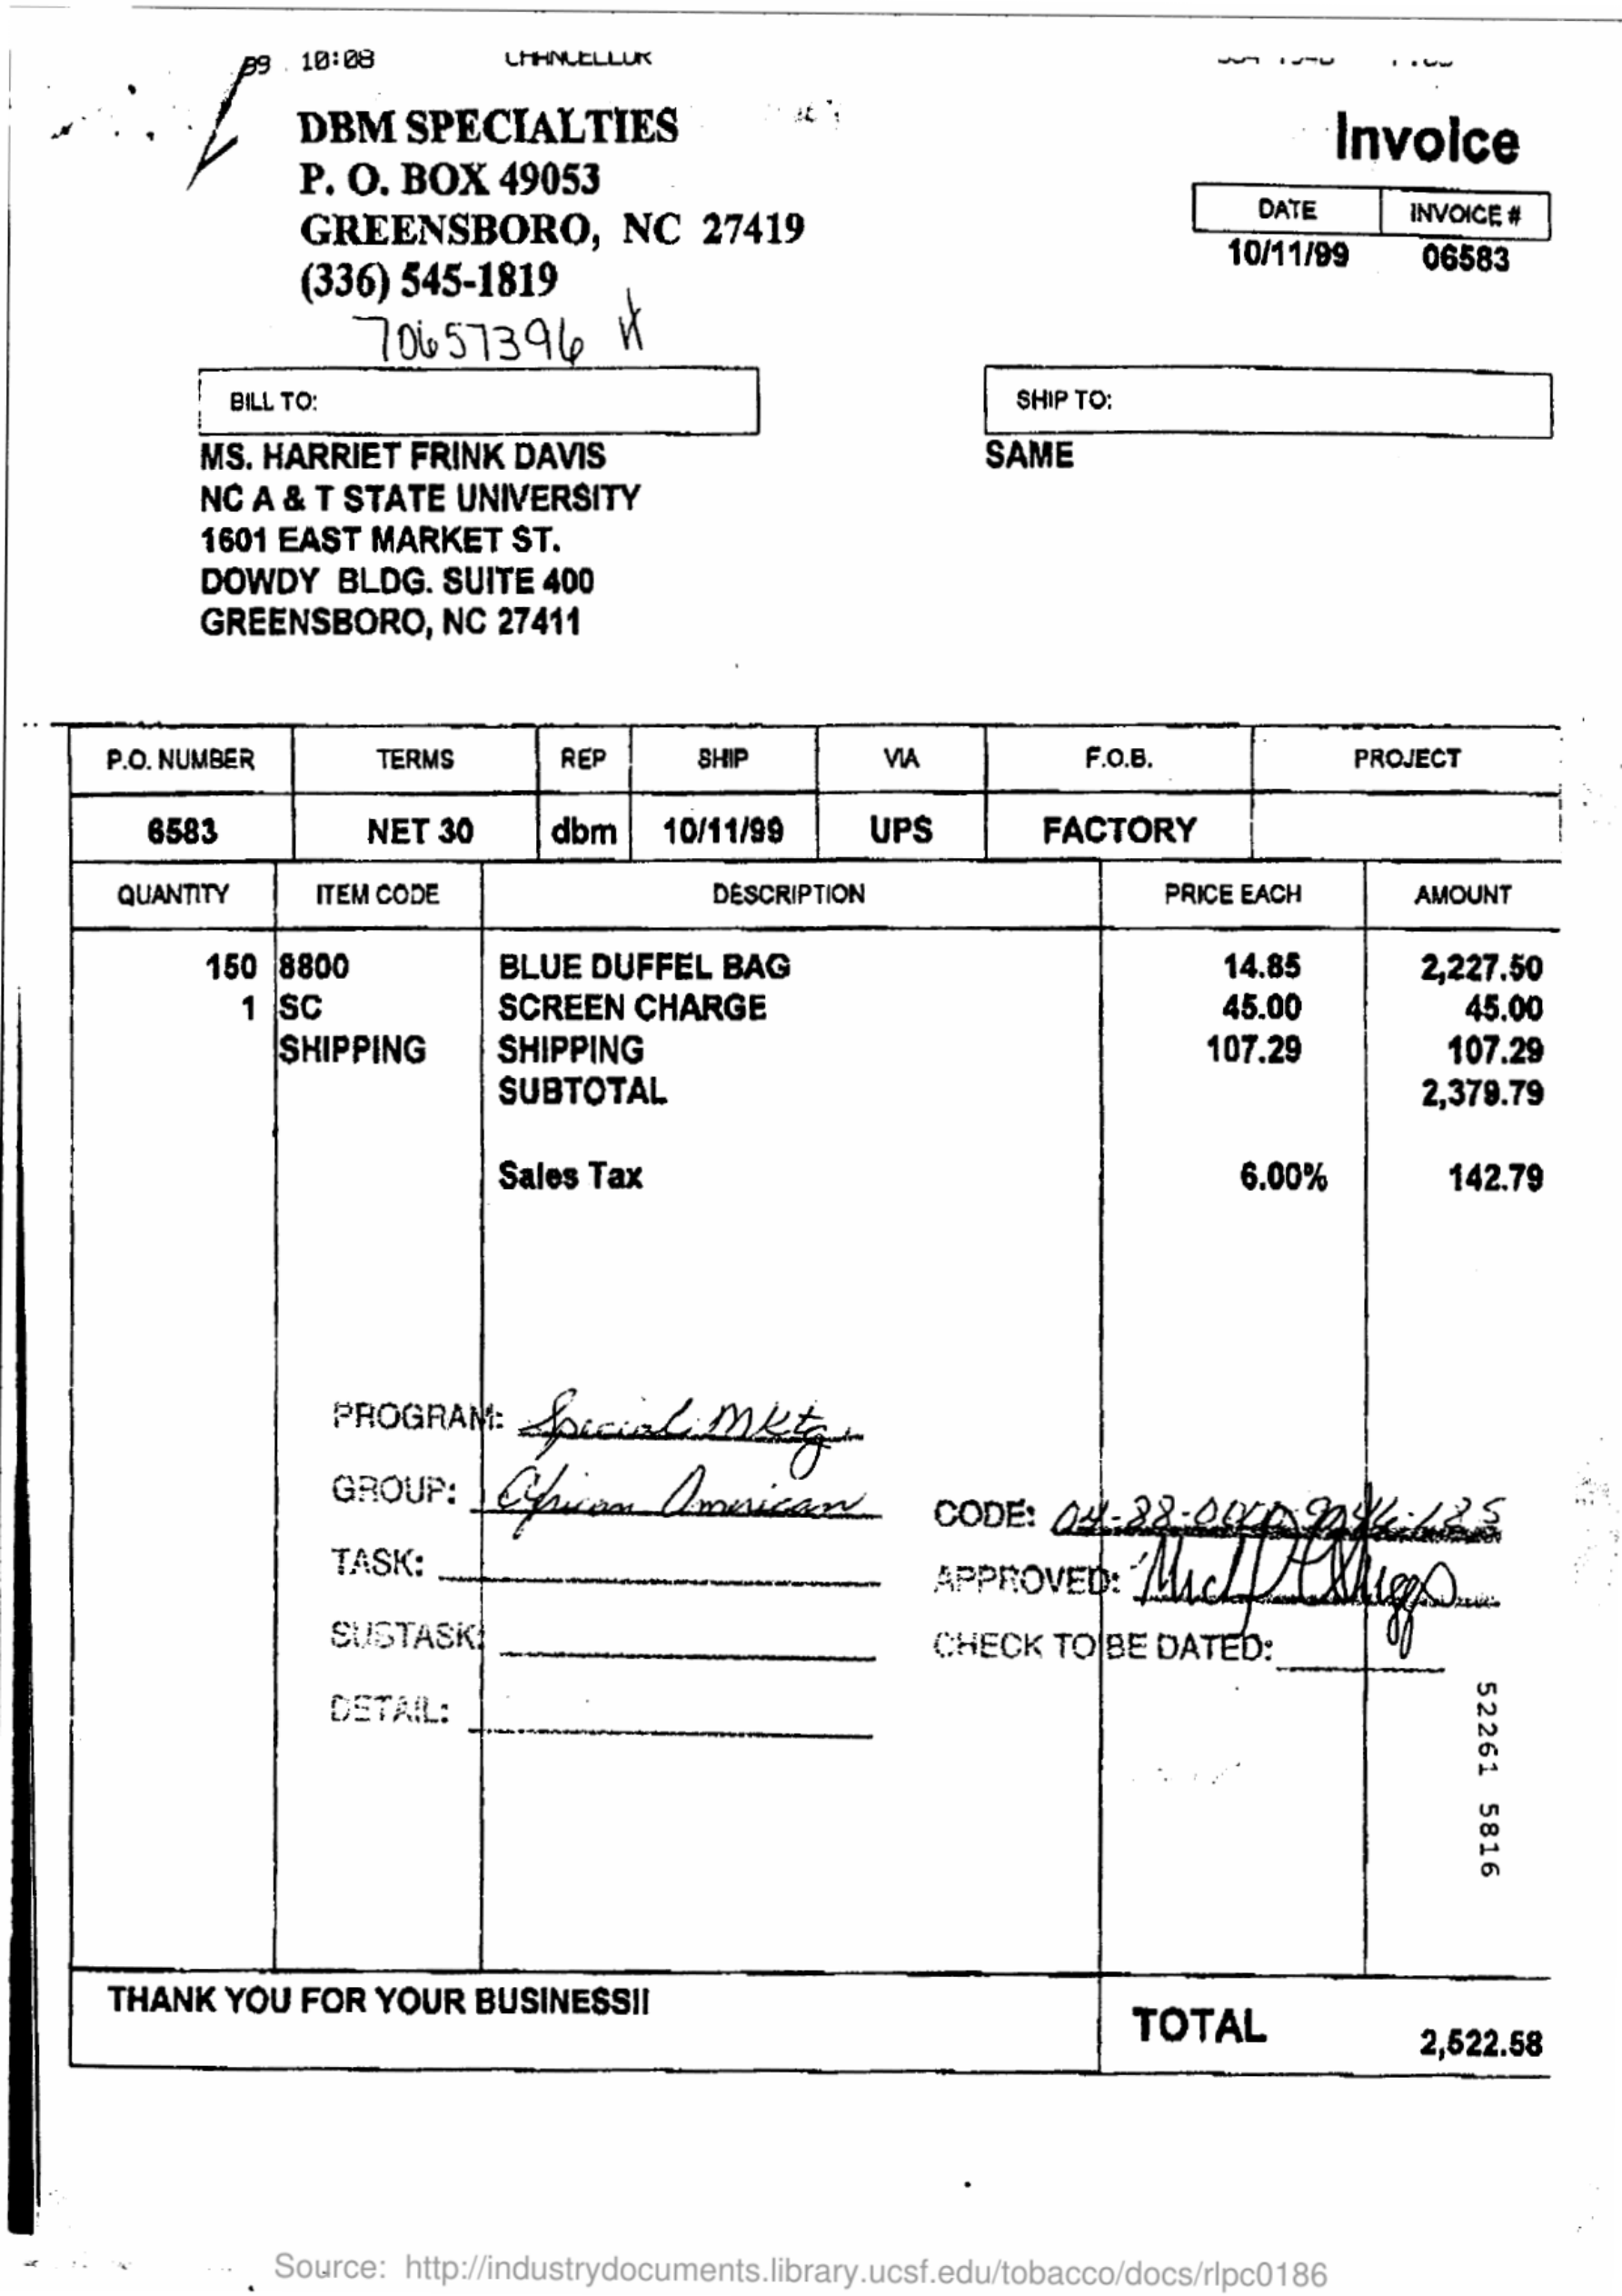 99 10:08 CHANCELLOR
DBM SPECIALTIES
P. O. BOX 49053
GREENSBORO, NC 27419
(336) 545-1819
70657396
Invoice
DATE INVOICE #
10/11/99 06583
BILL TO:
MS. HARRIET FRINK DAVIS
NC A & T STATE UNIVERSITY
1601 EAST MARKET ST.
DOWDY BLDG. SUITE 400
GREENSBORO, NC 27411
SHIP TO:
SAME
P.O. NUMBER TERMS REP SHIP VIA F.O.B. PROJECT
6583 NET 30 dbm 10/11/99 UPS FACTORY
QUANTITY ITEM CODE DESCRIPTION PRICE EACH AMOUNT
150 8800 BLUE DUFFEL BAG 14.85 2,227.50
1 SC SCREEN CHARGE 45.00 45.00
SHIPPING SHIPPING 107.29 107.29
SUBTOTAL 2,379.79
Sales Tax 6.00% 142.79
PROGRAM: Special Mktg
GROUP: African American
TASK:
SUBTASK:
DETAIL:
CODE:
APPROVED:
CHECK TO BE DATED:
52261 5816
THANK YOU FOR YOUR BUSINESS!!
TOTAL 2,522.58
Source: http://industrydocuments.library.ucsf.edu/tobacco/docs/rlpc0186